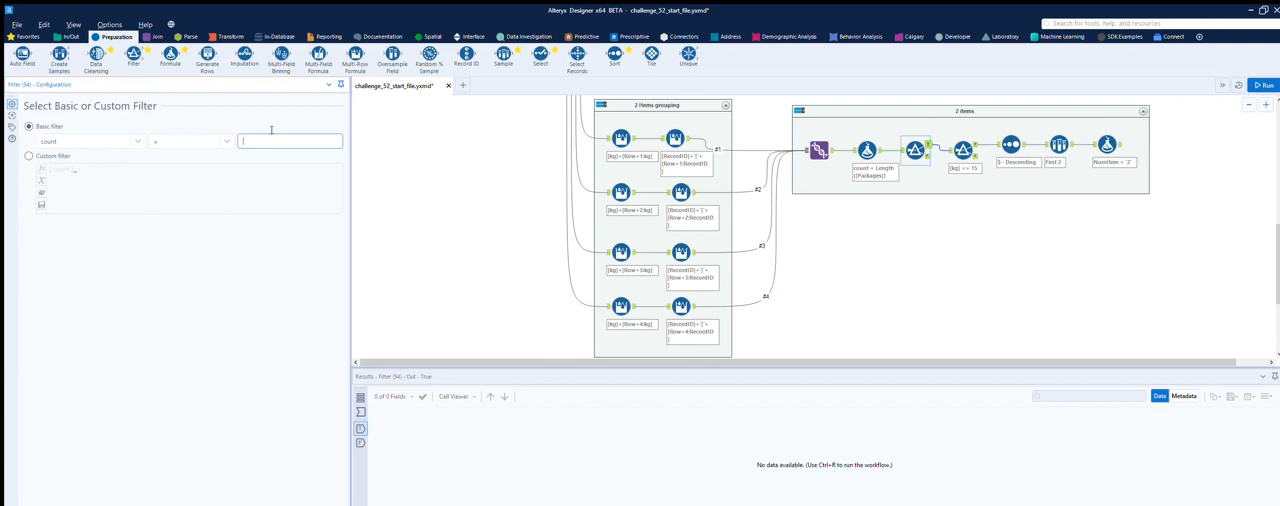 Alteryx Designer x64 BETA - challenge_52_start_file.yxmd*
File Edit View Options Help
Search for tools, help, and resources...
Favorites In/Out Preparation Join Parse Transform In-Database Reporting Documentation Spatial Interface Data Investigation Predictive Prescriptive Connectors Address Demographic Analysis Behavior Analysis Calgary Developer Laboratory Machine Learning SDK Examples Connect
Auto Field Create Samples Data Cleansing Filter Formula Generate Rows Imputation Multi-Field Binning Multi-Field Formula Multi-Row Formula Oversample Field Random % Sample Record ID Sample Select Select Records Sort Tile Unique
Filter (54) - Configuration
challenge_52_start_file.yxmd*
Run
Select Basic or Custom Filter
Basic filter
count
=
Custom filter
[count]
2 Items grouping
[kg]+[Row+1:kg]
[RecordID]+'|'+
[Row+1:RecordID
]
#1
[kg]+[Row+2:kg]
[RecordID]+'|'+
[Row+2:RecordID
]
#2
[kg]+[Row+3:kg]
[RecordID]+'|'+
[Row+3:RecordID
]
#3
[kg]+[Row+4:kg]
[RecordID]+'|'+
[Row+4:RecordID
]
#4
2 items
count = Length
([Packages])
[kg] <= 15
$ - Descending
First 2
NumItem = '2'
Results - Filter (54) - Out - True
0 of 0 Fields
Cell Viewer
Data Metadata
No data available. (Use Ctrl+R to run the workflow.)